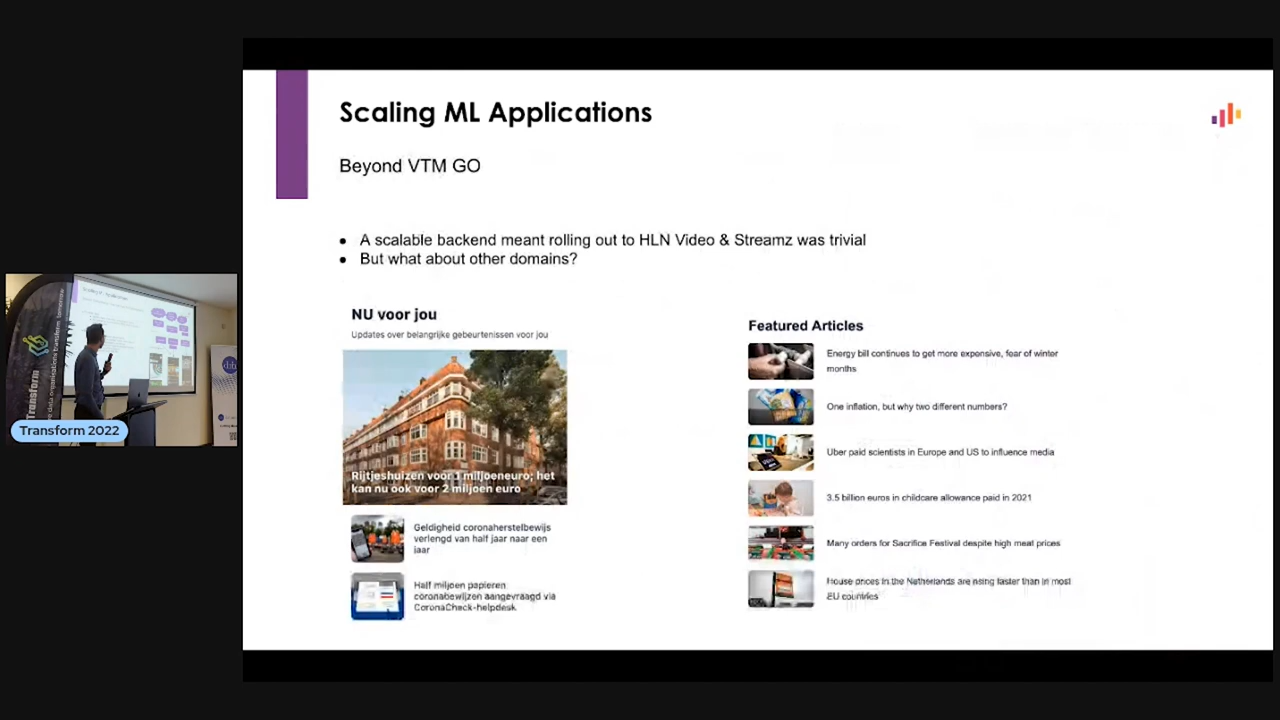 Scaling ML Applications
Beyond VTM GO
• A scalable backend meant rolling out to HLN Video & Streamz was trivial
• But what about other domains?
NU voor jou
Updates over belangrijke gebeurtenissen voor jou
Rijtjeshuizen voor 1 miljoen euro; het
kan nu ook voor 2 miljoen euro
Geldigheid coronaherstelbewijs
verlengd van half jaar naar een
jaar
Half miljoen papieren
coronabewijzen aangevraagd via
CoronaCheck-helpdesk
Featured Articles
Energy bill continues to get more expensive, fear of winter
months
One inflation, but why two different numbers?
Uber paid scientists in Europe and US to influence media
3.5 billion euros in childcare allowance paid in 2021
Many orders for Sacrifice Festival despite high meat prices
House prices in the Netherlands are rising faster than in most
EU countries
Scaling ML Applications
Transform
Transform 2022